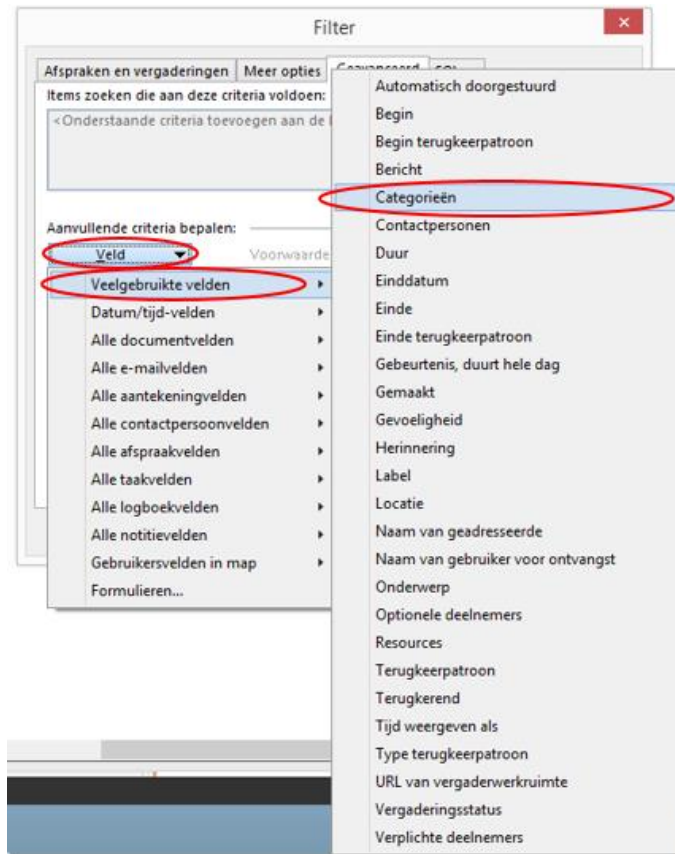 Filter
Afspraken en vergaderingen Meer opties
Items zoeken die aan deze criteria voldoen:
<Onderstaande criteria toevoegen aan de
Aanvullende criteria bepalen:
Veld Voorwaarde
Veelgebruikte velden
Datum/tijd-velden
Alle documentvelden
Alle e-mailvelden
Alle aantekeningvelden
Alle contactpersoonvelden
Alle afspraakvelden
Alle taakvelden
Alle logboekvelden
Alle notitievelden
Gebruikersvelden in map
Formulieren...
Automatisch doorgestuurd
Begin
Begin terugkeerpatroon
Bericht
Categorieën
Contactpersonen
Duur
Einddatum
Einde
Einde terugkeerpatroon
Gebeurtenis, duurt hele dag
Gemaakt
Gevoeligheid
Herinnering
Label
Locatie
Naam van geadresseerde
Naam van gebruiker voor ontvangst
Onderwerp
Optionele deelnemers
Resources
Terugkeerpatroon
Terugkerend
Tijd weergeven als
Type terugkeerpatroon
URL van vergaderwerkruimte
Vergaderingsstatus
Verplichte deelnemers